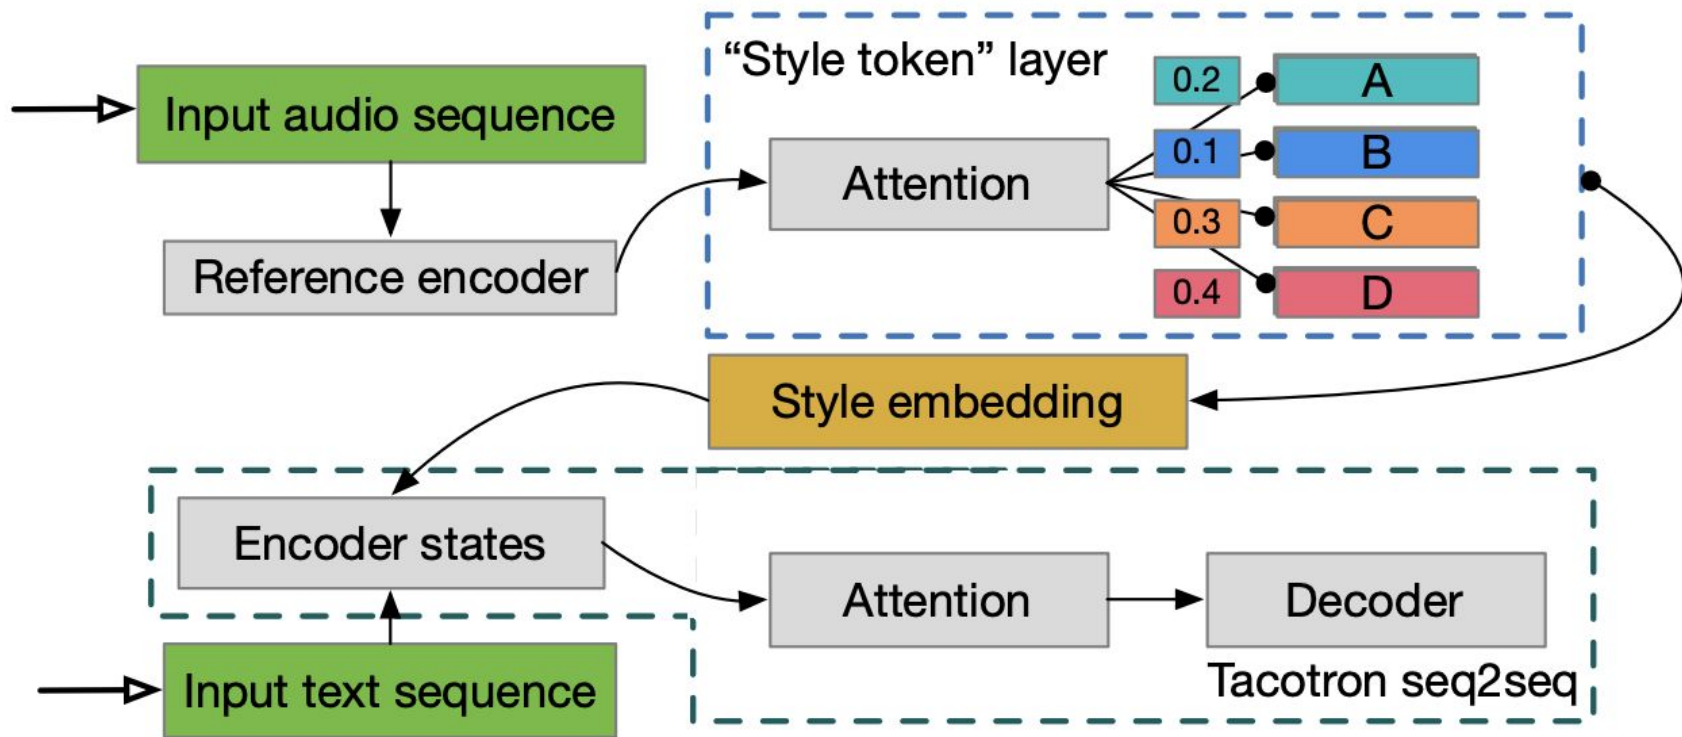 “Style token” layer
Input audio sequence
Reference encoder
Attention
0.2
A
0.1
B
0.3
C
0.4
D
Style embedding
Encoder states
Attention
Decoder
Input text sequence
Tacotron seq2seq